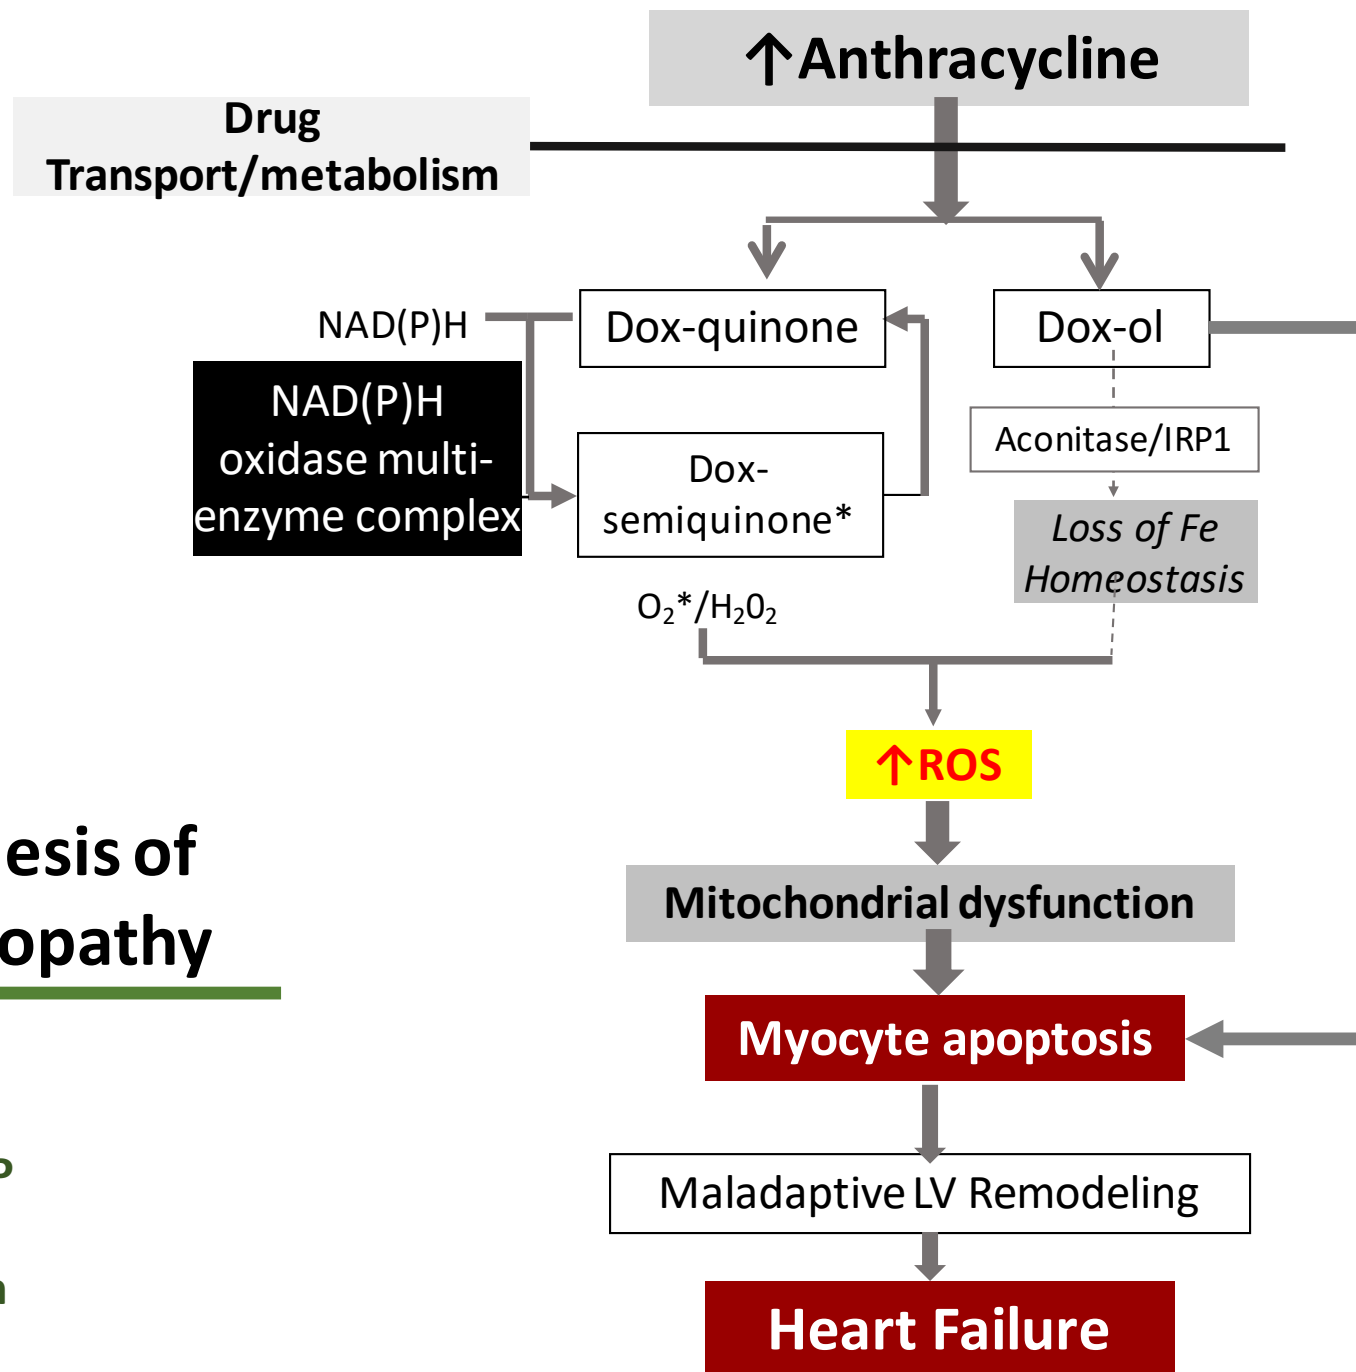 ↑Anthracycline
Drug
Transport/metabolism
NAD(P)H
Dox-quinone
Dox-ol
NAD(P)H
oxidase multi-
enzyme complex
Dox-
semiquinone*
Aconitase/IRP1
Loss of Fe
Homeostasis
O₂*/H₂0₂
↑ROS
esis of
opathy
Mitochondrial dysfunction
Myocyte apoptosis
Maladaptive LV Remodeling
Heart Failure